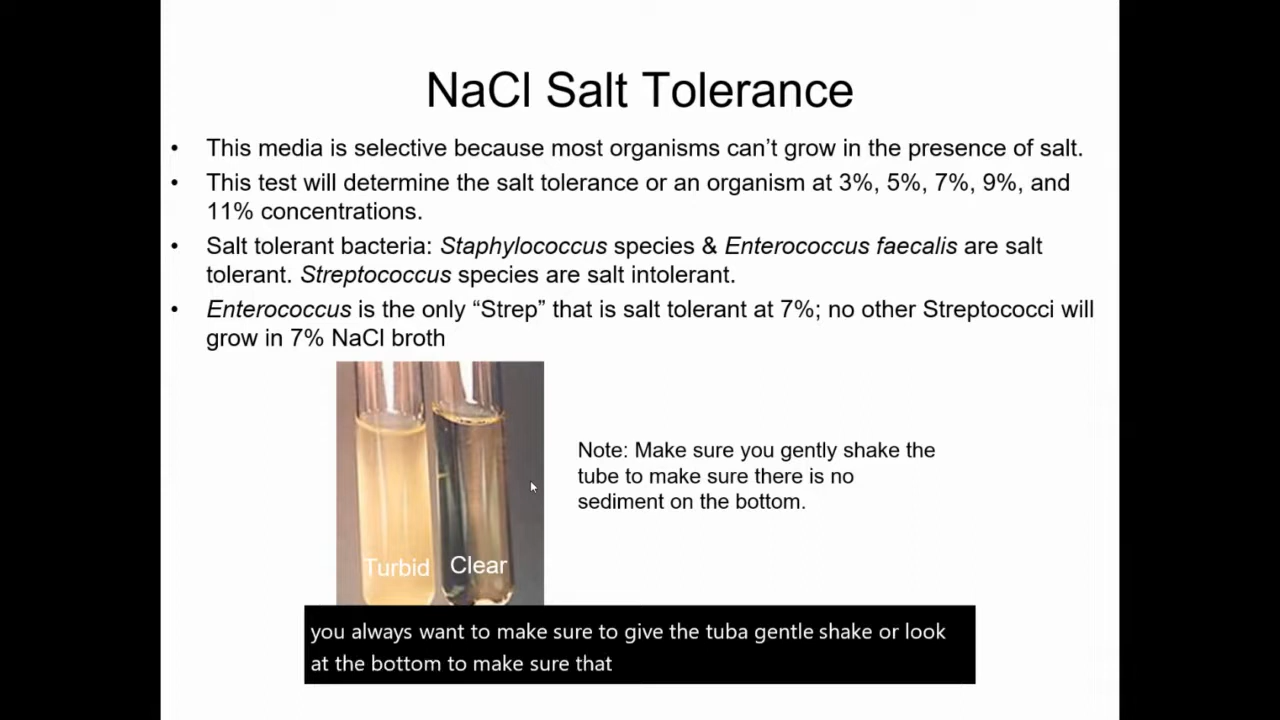 NaCl Salt Tolerance
• This media is selective because most organisms can’t grow in the presence of salt.
• This test will determine the salt tolerance or an organism at 3%, 5%, 7%, 9%, and
11% concentrations.
• Salt tolerant bacteria: Staphylococcus species & Enterococcus faecalis are salt
tolerant. Streptococcus species are salt intolerant.
• Enterococcus is the only “Strep” that is salt tolerant at 7%; no other Streptococci will
grow in 7% NaCl broth
Note: Make sure you gently shake the
tube to make sure there is no
sediment on the bottom.
Turbid Clear
you always want to make sure to give the tuba gentle shake or look
at the bottom to make sure that